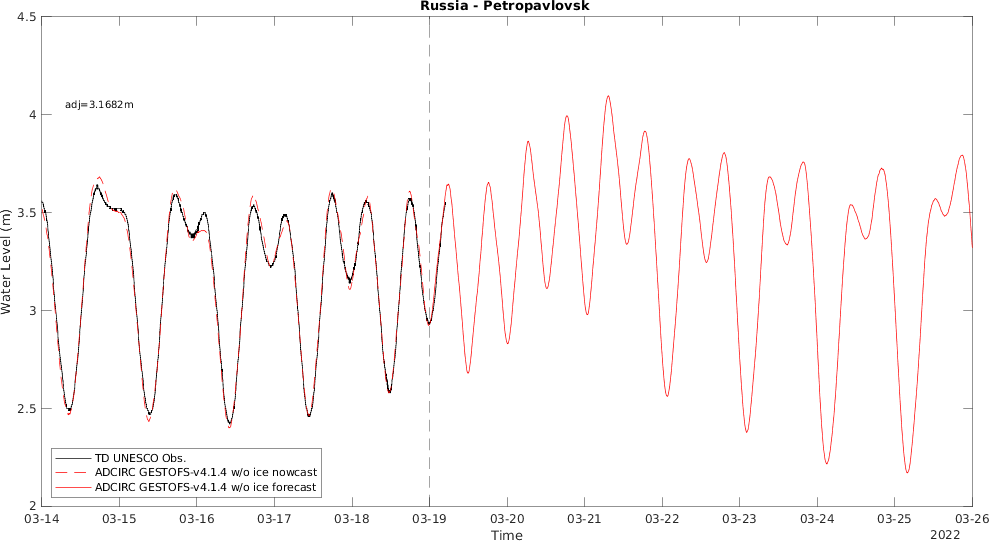 Russia - Petropavlovsk
4.5
4
3.5
3
2.5
2
Water Level (m)
adj=3.1682m
TD UNESCO Obs.
ADCIRC GESTOFS-v4.1.4 w/o ice nowcast
ADCIRC GESTOFS-v4.1.4 w/o ice forecast
03-14 03-15 03-16 03-17 03-18 03-19 03-20 03-21 03-22 03-23 03-24 03-25 03-26
Time
2022